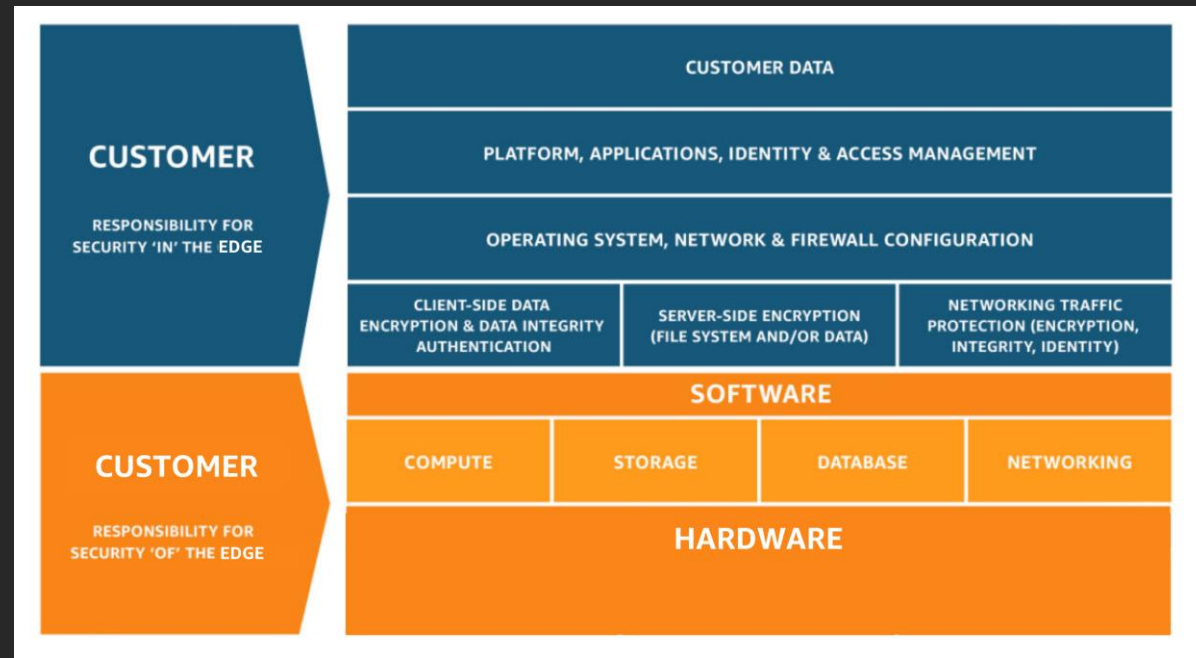 CUSTOMER
RESPONSIBILITY FOR
SECURITY ‘IN’ THE EDGE
CUSTOMER DATA
PLATFORM, APPLICATIONS, IDENTITY & ACCESS MANAGEMENT
OPERATING SYSTEM, NETWORK & FIREWALL CONFIGURATION
CLIENT-SIDE DATA
ENCRYPTION & DATA INTEGRITY
AUTHENTICATION
SERVER-SIDE ENCRYPTION
(FILE SYSTEM AND/OR DATA)
NETWORKING TRAFFIC
PROTECTION (ENCRYPTION,
INTEGRITY, IDENTITY)
CUSTOMER
RESPONSIBILITY FOR
SECURITY ‘OF’ THE EDGE
SOFTWARE
COMPUTE
STORAGE
DATABASE
NETWORKING
HARDWARE